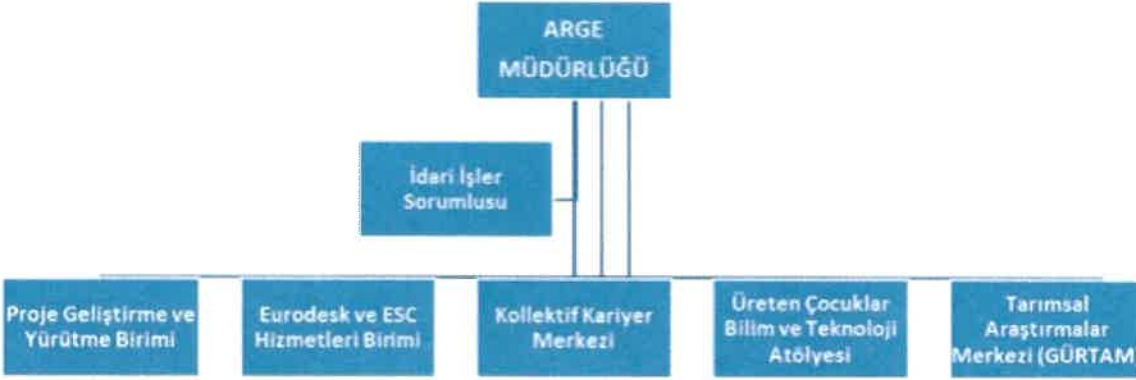 ARGE
MÜDÜRLÜĞÜ
İdari İşler
Sorumlusu
Proje Geliştirme ve
Yürütme Birimi
Eurodesk ve ESC
Hizmetleri Birimi
Kollektif Kariyer
Merkezi
Üreten Çocuklar
Bilim ve Teknoloji
Atölyesi
Tarımsal
Araştırmalar
Merkezi (GÜRTAM